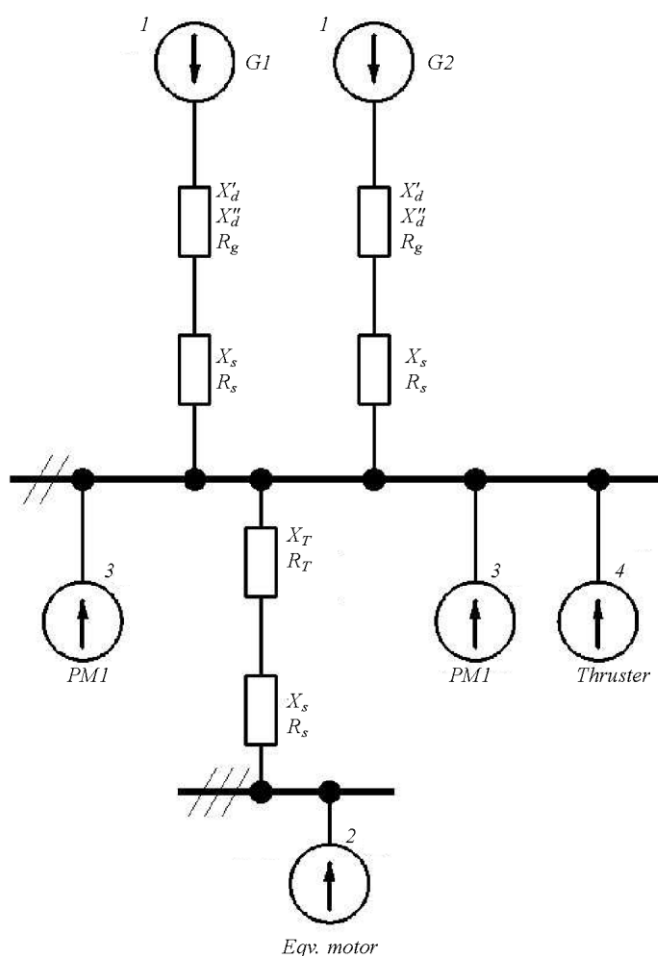 1
G1
1
G2
X'd
X''d
Rg
X'd
X''d
Rg
Xs
Rs
Xs
Rs
3
PM1
XT
RT
3
PM1
4
Thruster
Xs
Rs
2
Eqv. motor